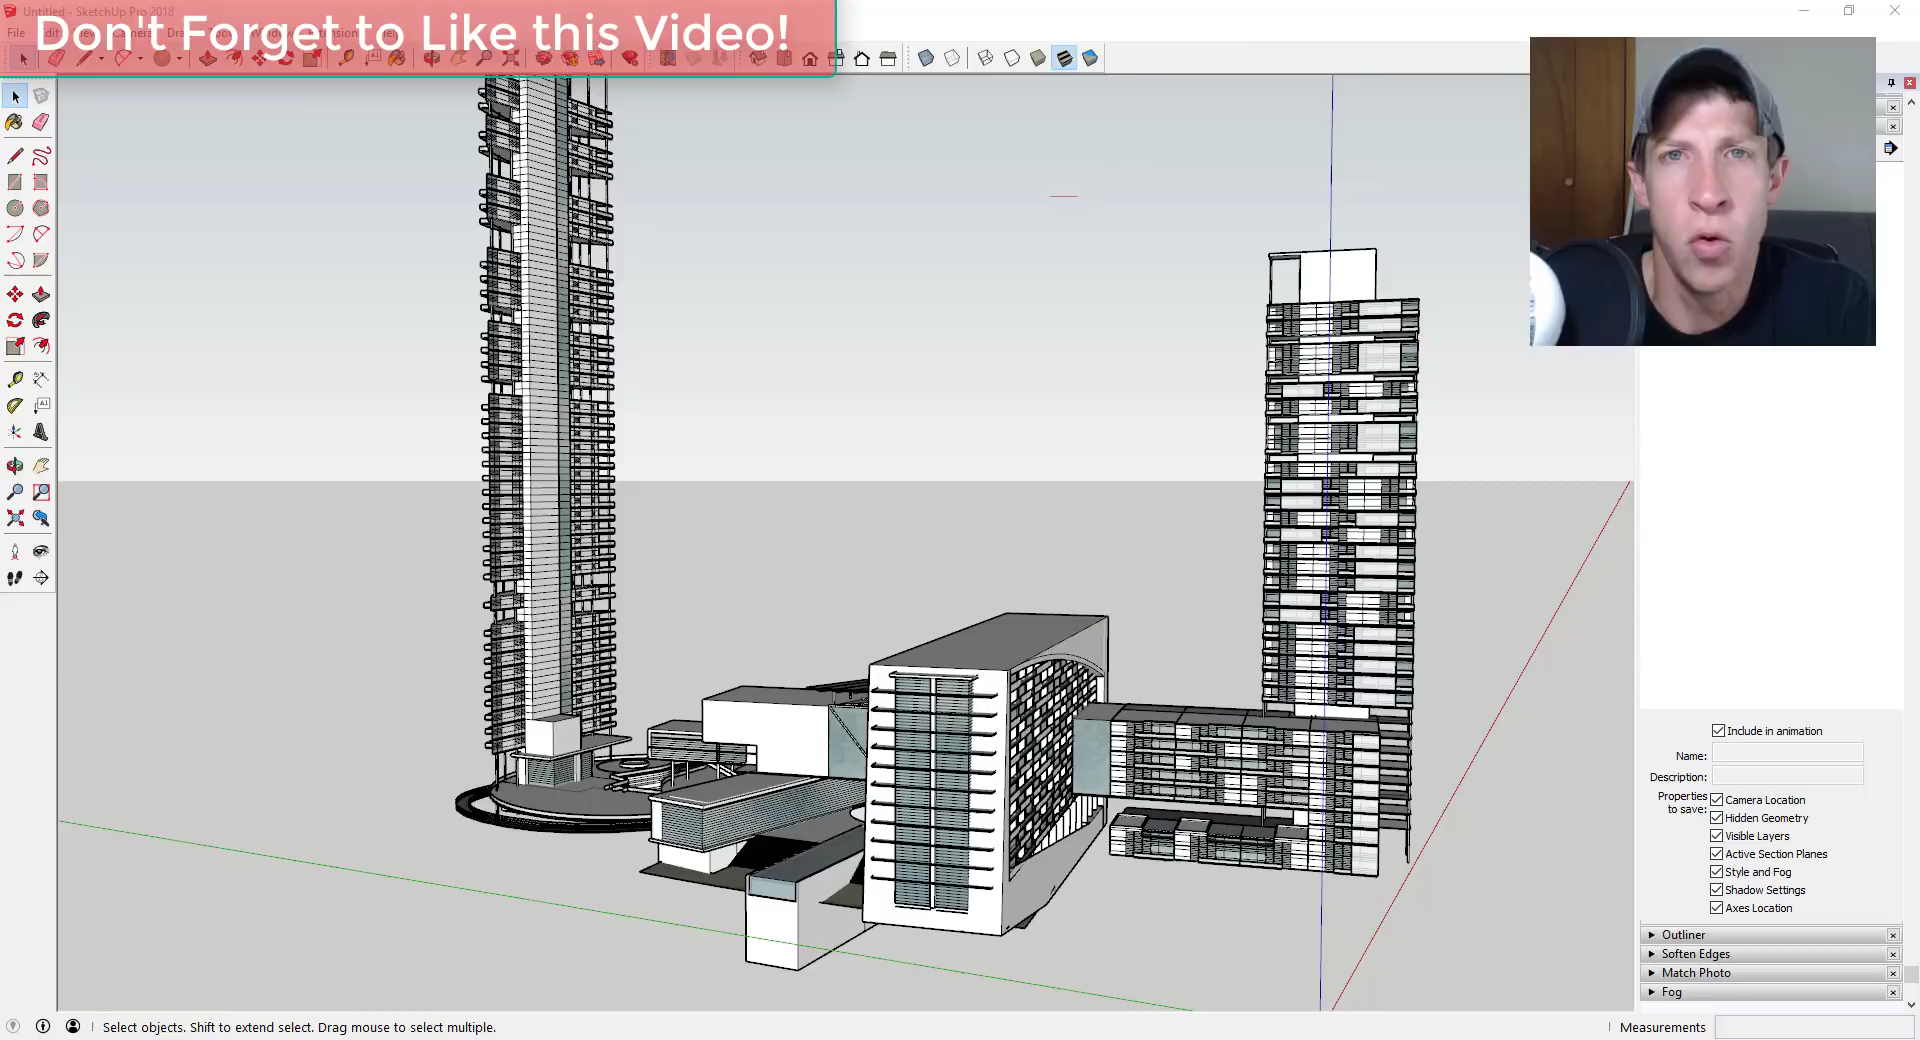 Untitled - SketchUp Pro 2018
Don't Forget to Like this Video!
File
A1
Include in animation
Name:
Description:
Properties
to save:
Camera Location
Hidden Geometry
Visible Layers
Active Section Planes
Style and Fog
Shadow Settings
Axes Location
Outliner
Soften Edges
Match Photo
Fog
Select objects. Shift to extend select. Drag mouse to select multiple.
Measurements